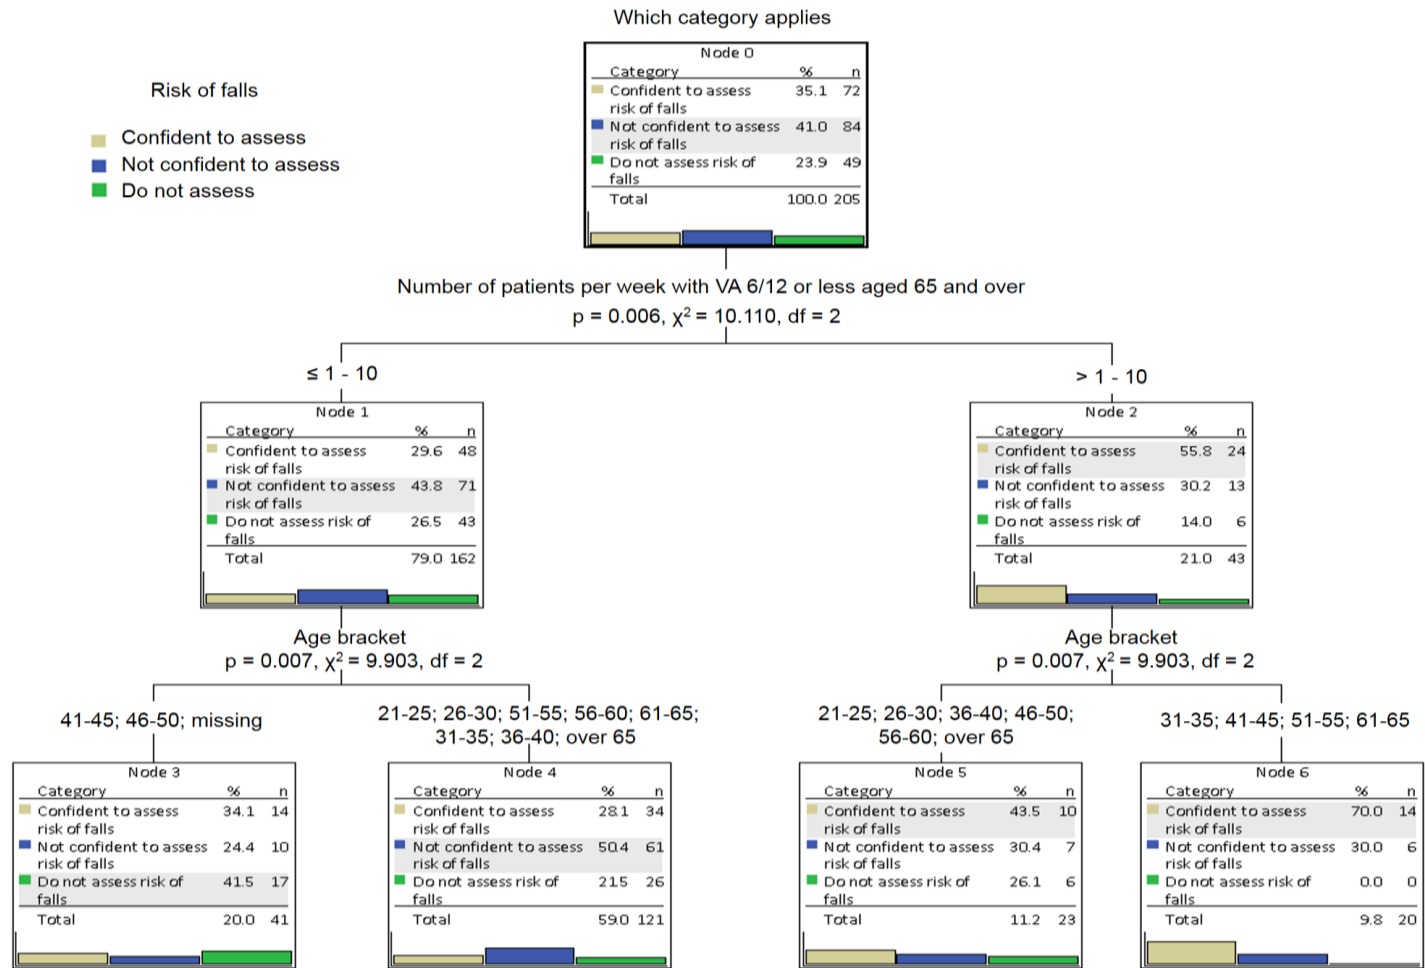 Which category applies
Risk of falls
Confident to assess
Not confident to assess
Do not assess
Node 0
Category % n
Confident to assess 35.1 72
risk of falls
Not confident to assess 41.0 84
risk of falls
Do not assess risk of 23.9 49
falls
Total 100.0 205
Number of patients per week with VA 6/12 or less aged 65 and over
p = 0.006, χ² = 10.110, df = 2
≤ 1 - 10
> 1 - 10
Node 1
Category % n
Confident to assess 29.6 48
risk of falls
Not confident to assess 43.8 71
risk of falls
Do not assess risk of 26.5 43
falls
Total 79.0 162
Node 2
Category % n
Confident to assess 55.8 24
risk of falls
Not confident to assess 30.2 13
risk of falls
Do not assess risk of 14.0 6
falls
Total 21.0 43
Age bracket
p = 0.007, χ² = 9.903, df = 2
Age bracket
p = 0.007, χ² = 9.903, df = 2
41-45; 46-50; missing
21-25; 26-30; 51-55; 56-60; 61-65;
31-35; 36-40; over 65
21-25; 26-30; 36-40; 46-50;
56-60; over 65
31-35; 41-45; 51-55; 61-65
Node 3
Category % n
Confident to assess 34.1 14
risk of falls
Not confident to assess 24.4 10
risk of falls
Do not assess risk of 41.5 17
falls
Total 20.0 41
Node 4
Category % n
Confident to assess 28.1 34
risk of falls
Not confident to assess 50.4 61
risk of falls
Do not assess risk of 21.5 26
falls
Total 59.0 121
Node 5
Category % n
Confident to assess 43.5 10
risk of falls
Not confident to assess 30.4 7
risk of falls
Do not assess risk of 26.1 6
falls
Total 11.2 23
Node 6
Category % n
Confident to assess 70.0 14
risk of falls
Not confident to assess 30.0 6
risk of falls
Do not assess risk of 0.0 0
falls
Total 9.8 20